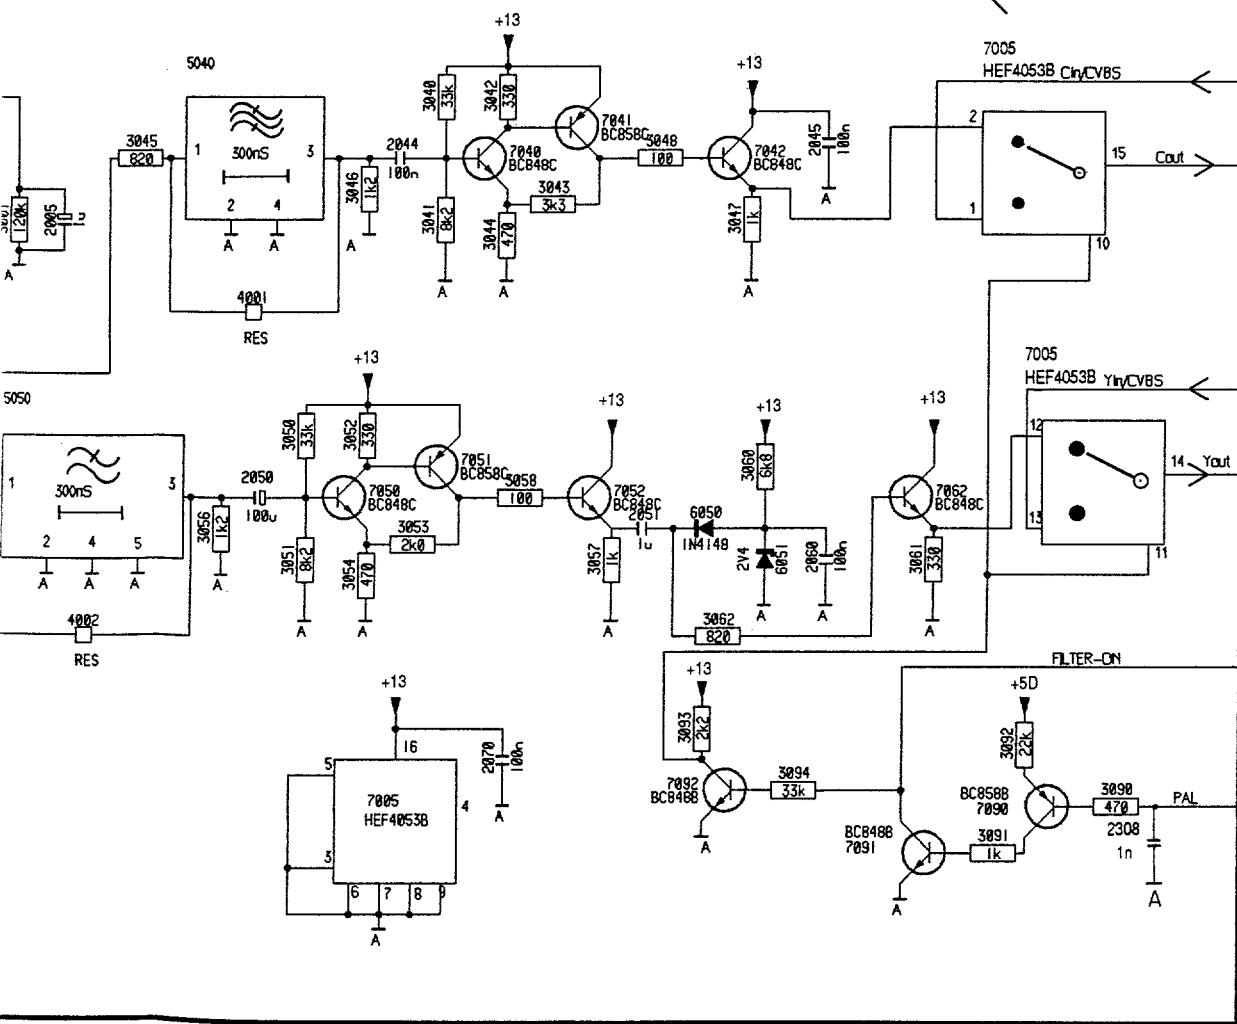 +13
7005
HEF4053B Cin/CVBS
5040
+13
3040
33k
3042
330
7041
BC858C
3045
820
1
300nS
3
2044
100n
7040
BC848C
3048
100
7042
BC848C
2045
100n
2
15
Cout
3046
1k2
3043
3k3
120k
2005
2
4
A
A
A
3041
8k2
3044
470
3047
1k
A
1
10
A
A
A
A
4001
RES
+13
7005
HEF4053B Yin/CVBS
5050
+13
+13
+13
3050
33k
3052
330
7051
BC858C
3060
6k8
12
1
300nS
3
2050
100u
7050
BC848C
3058
100
7052
BC848C
7062
BC848C
14
Yout
3056
1k2
3053
2k0
2051
1u
6050
1N4148
13
2
4
5
3051
8k2
3054
470
3057
1k
2V4
6051
2060
100n
3061
330
11
A
A
A
A
A
A
A
A
A
A
4002
RES
3062
820
FILTER-ON
+13
+13
+5D
3093
2k2
3092
22k
16
2070
100n
5
7005
HEF4053B
4
7092
BC848B
3094
33k
BC858B
7090
3090
470
PAL
2308
1n
A
A
BC848B
7091
3091
1k
3
6
7
8
9
A
A
A